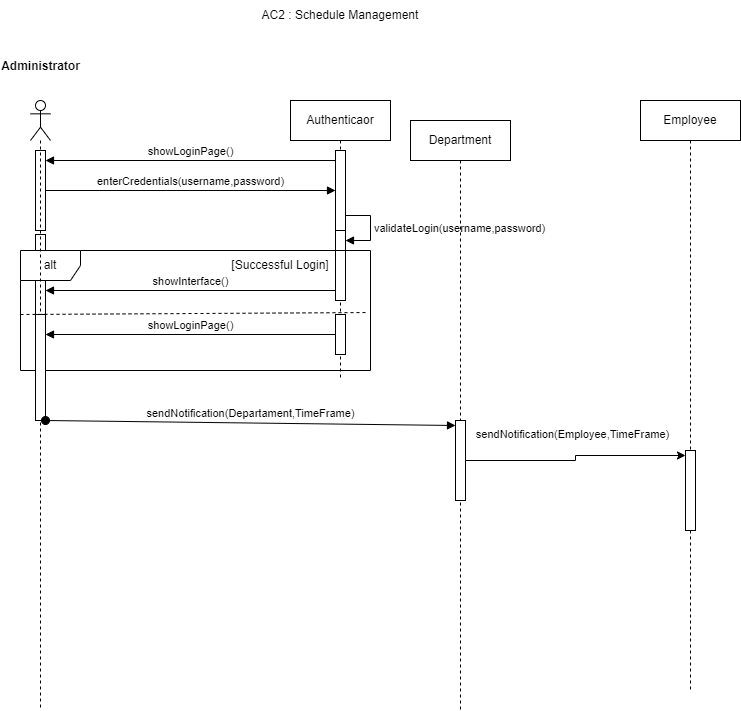 AC2 : Schedule Management
Administrator
Authenticaor
Department
Employee
showLoginPage()
enterCredentials(username,password)
validateLogin(username,password)
alt
[Successful Login]
showInterface()
showLoginPage()
sendNotification(Departament,TimeFrame)
sendNotification(Employee,TimeFrame)